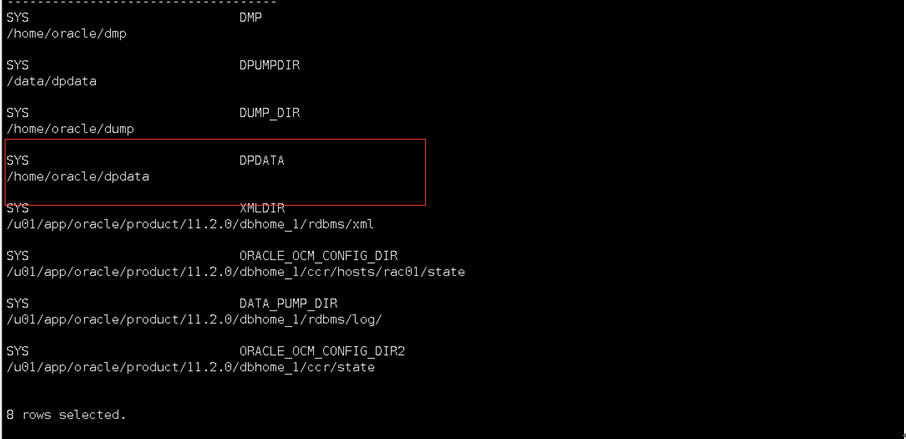 SYS DMP
/home/oracle/dmp
SYS DPUMPDIR
/data/dpdata
SYS DUMP_DIR
/home/oracle/dump
SYS DPDATA
/home/oracle/dpdata
SYS XMLDIR
/u01/app/oracle/product/11.2.0/dbhome_1/rdbms/xml
SYS ORACLE_OCM_CONFIG_DIR
/u01/app/oracle/product/11.2.0/dbhome_1/ccr/hosts/rac01/state
SYS DATA_PUMP_DIR
/u01/app/oracle/product/11.2.0/dbhome_1/rdbms/log/
SYS ORACLE_OCM_CONFIG_DIR2
/u01/app/oracle/product/11.2.0/dbhome_1/ccr/state
8 rows selected.